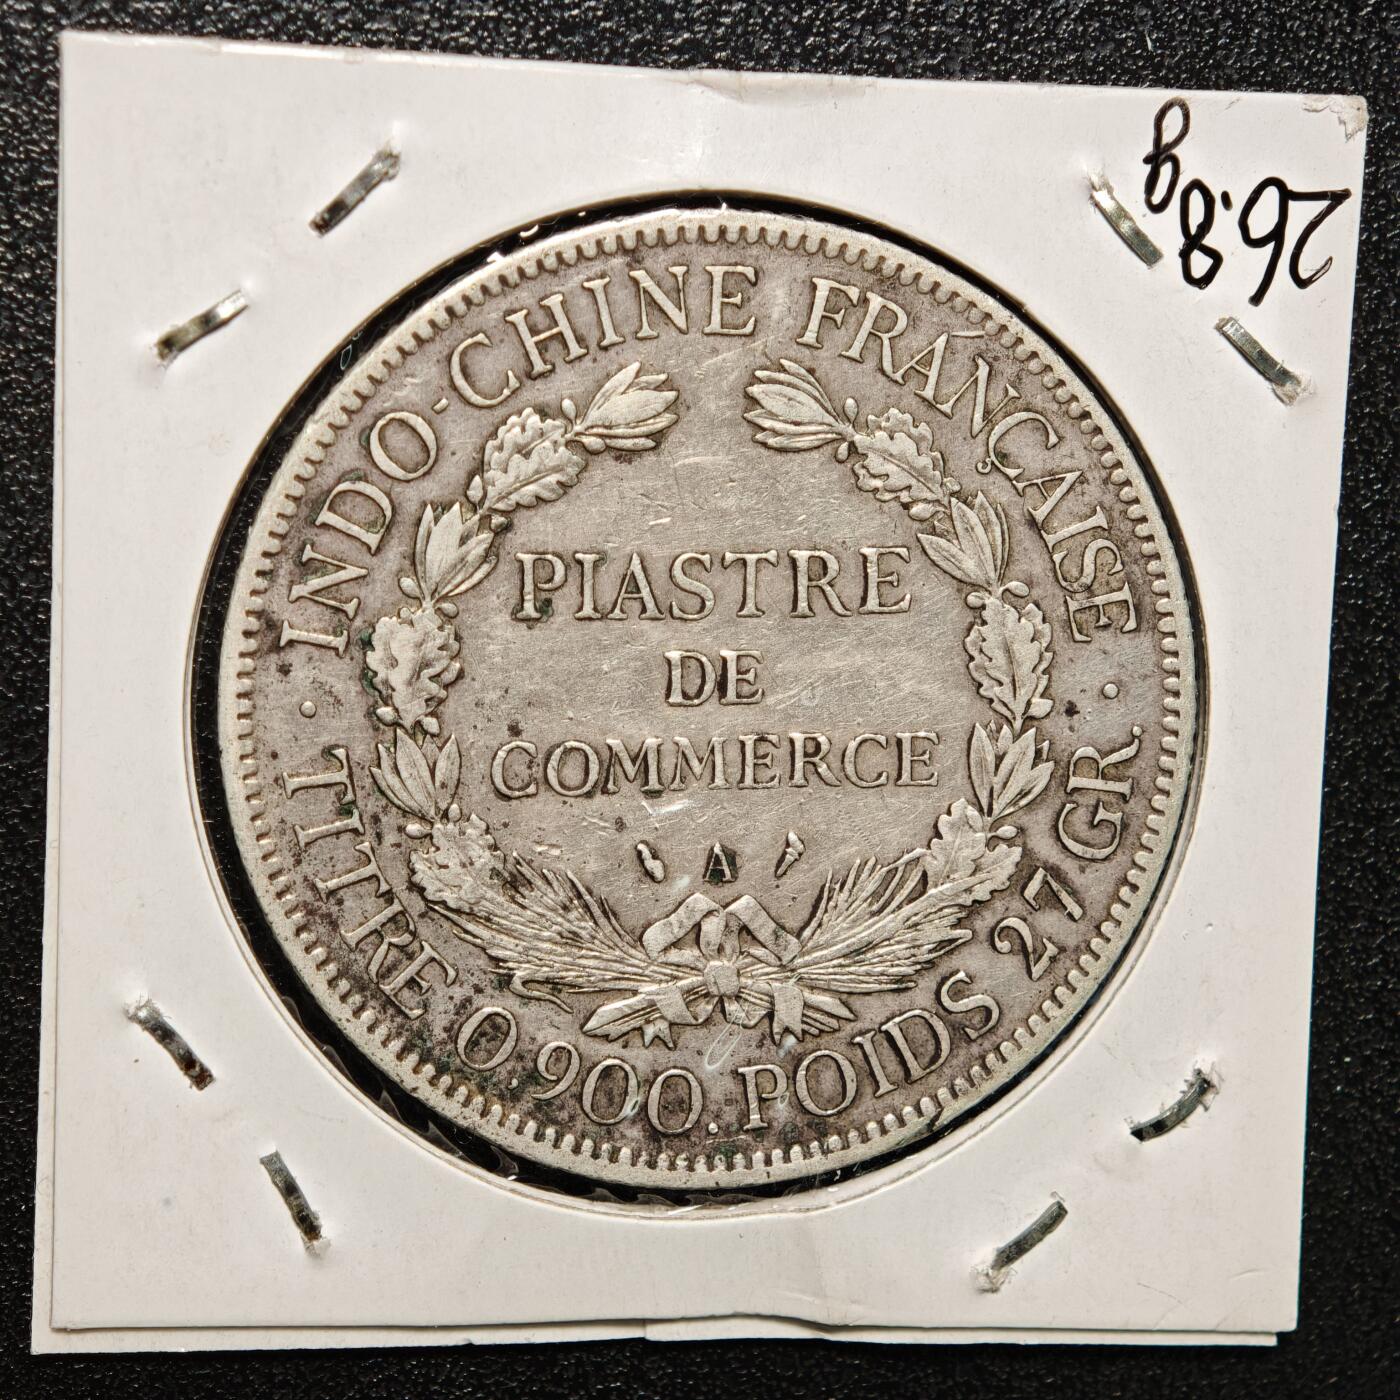 26.8g
INDO-CHINE FRANÇAISE
PIASTRE
DE
COMMERCE
A
· TITRE 0.900. POIDS 27 GR. ·